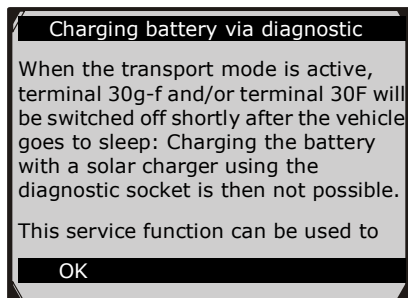 Charging battery via diagnostic
When the transport mode is active,
terminal 30g-f and/or terminal 30F will
be switched off shortly after the vehicle
goes to sleep: Charging the battery
with a solar charger using the
diagnostic socket is then not possible.
This service function can be used to
OK